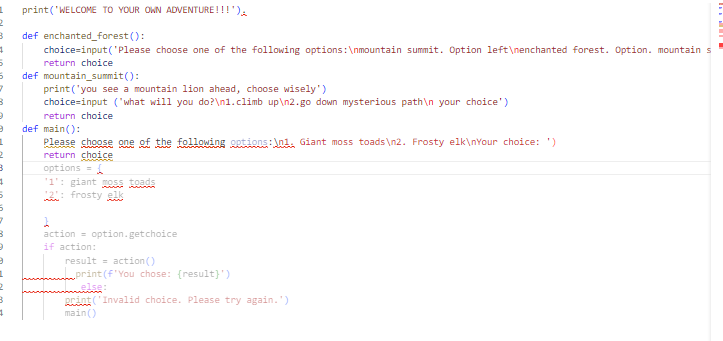 1 print('WELCOME TO YOUR OWN ADVENTURE!!!'),
2
3 def enchanted_forest():
4 choice=input('Please choose one of the following options:\nmountain summit. Option left\nenchanted forest. Option. mountain s
5 return choice
6 def mountain_summit():
7 print('you see a mountain lion ahead, choose wisely')
8 choice=input ('what will you do?\n1.climb up\n2.go down mysterious path\n your choice')
9 return choice
0 def main():
1 Please choose one of the following options:\n1. Giant moss toads\n2. Frosty elk\nYour choice: ')
2 return choice
3 options = {
4 '1': giant moss toads
5 '2': frosty elk
6
7 }
8 action = option.getchoice
9 if action:
0 result = action()
1 print(f'You chose: {result}')
2 else:
3 print('Invalid choice. Please try again.')
4 main()